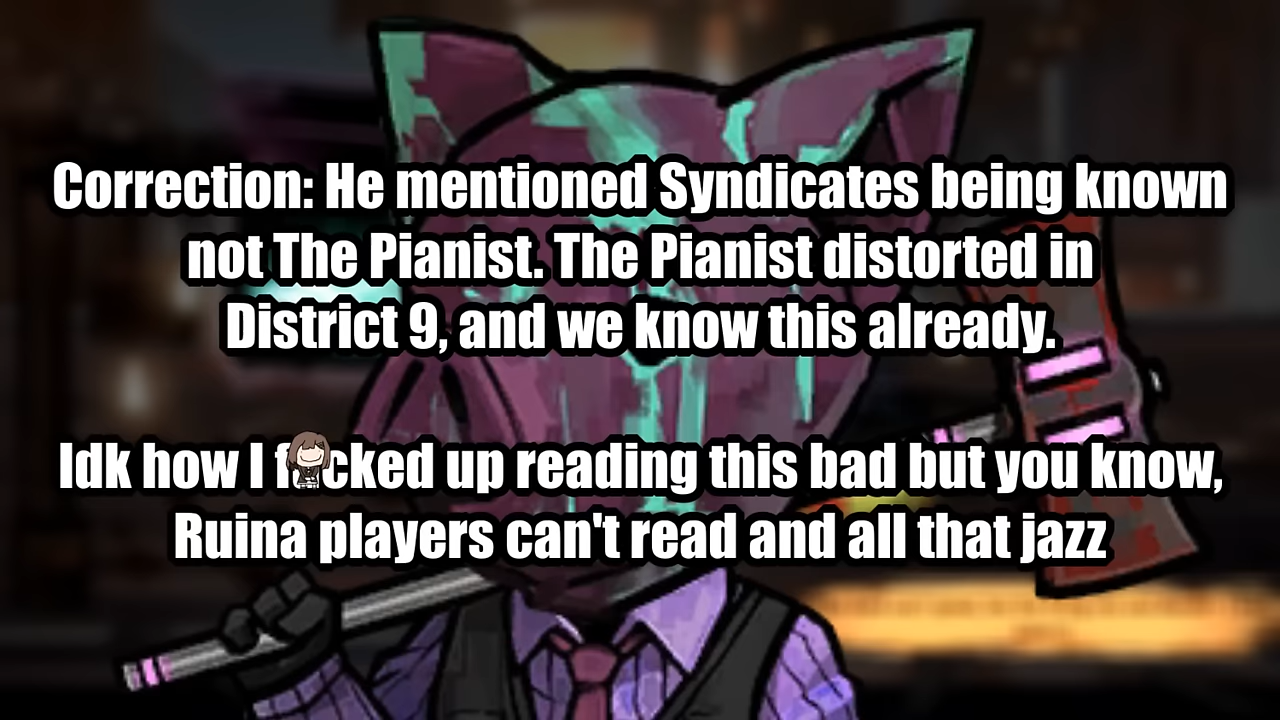 Correction: He mentioned Syndicates being known
not The Pianist. The Pianist distorted in
District 9, and we know this already.
Idk how I f cked up reading this bad but you know,
Ruina players can't read and all that jazz